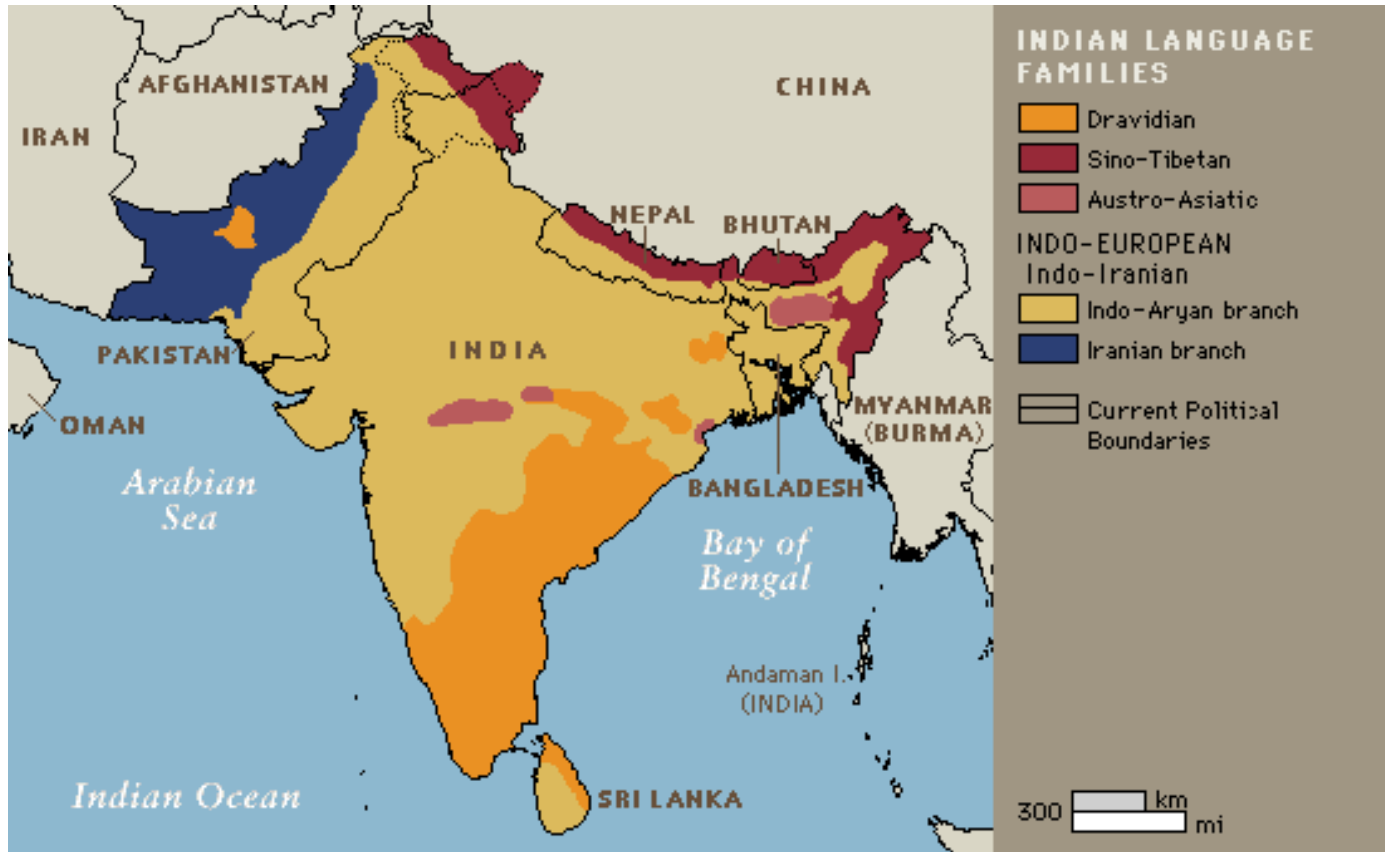 AFGHANISTAN
IRAN
CHINA
NEPAL
BHUTAN
PAKISTAN
INDIA
OMAN
MYANMAR
(BURMA)
BANGLADESH
Arabian
Sea
Bay of
Bengal
Andaman I.
(INDIA)
Indian Ocean
SRI LANKA
INDIAN LANGUAGE
FAMILIES
Dravidian
Sino-Tibetan
Austro-Asiatic
INDO-EUROPEAN
Indo-Iranian
Indo-Aryan branch
Iranian branch
Current Political
Boundaries
300 km
mi